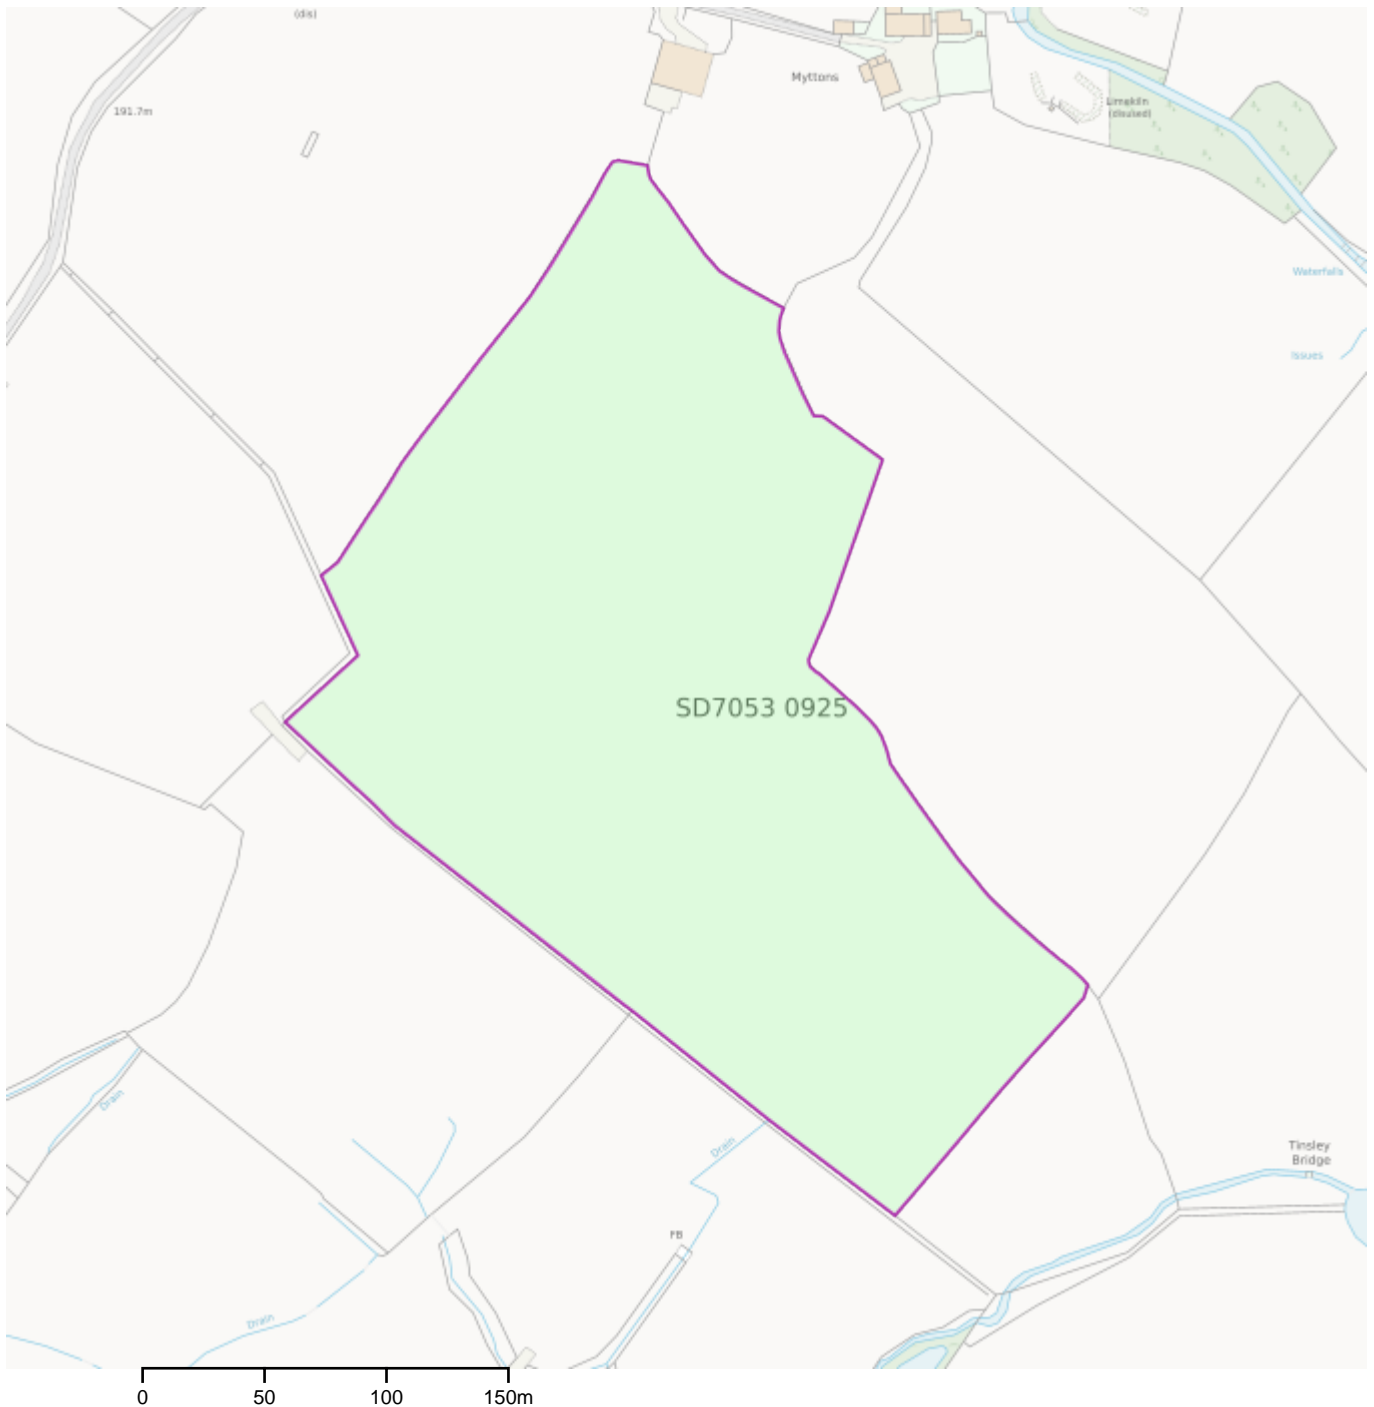 (dis)
Myttons
191.7m
Limekiln
(disused)
Waterfalls
Issues
SD7053 0925
Drain
Drain
Tinsley
Bridge
FB
Drain
0 50 100 150m